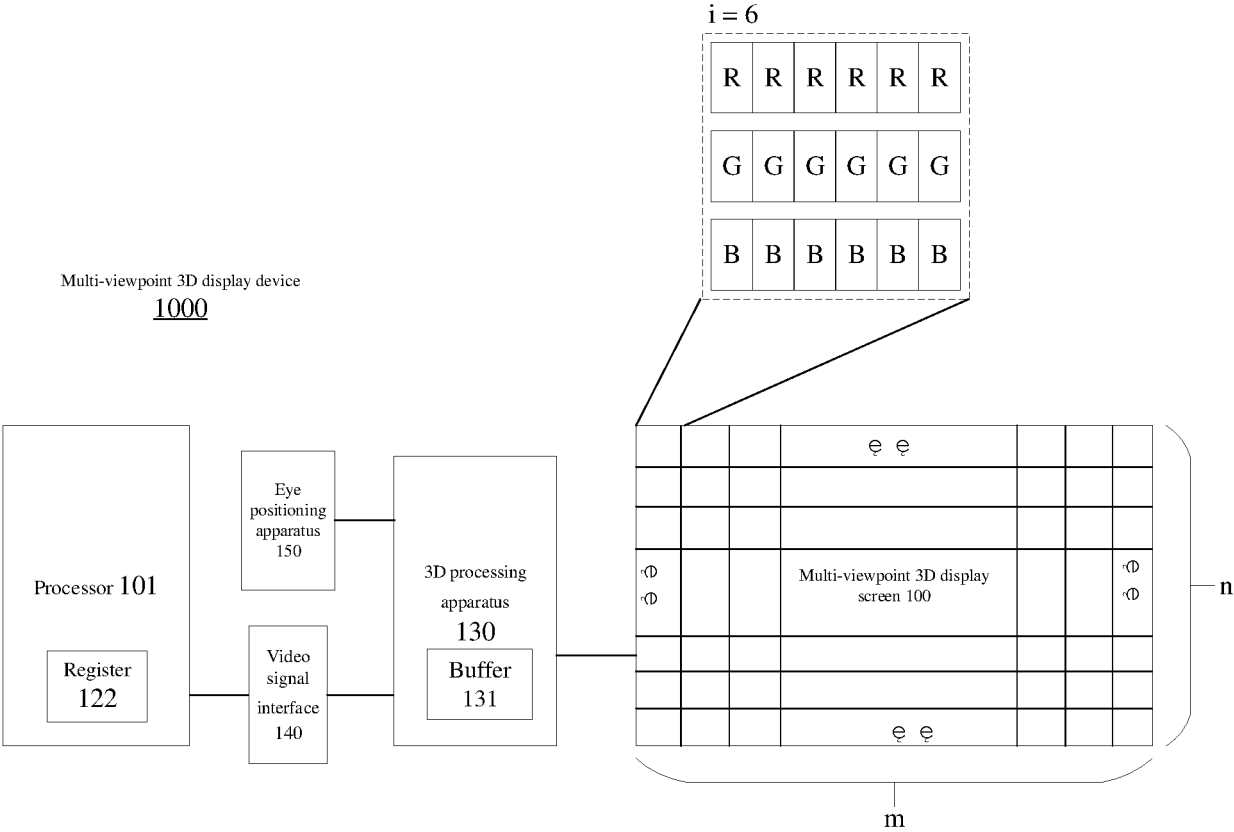 i = 6
R R R R R R
G G G G G G
B B B B B B
Multi-viewpoint 3D display device
1000
Processor 101
Register
122
Eye
positioning
apparatus
150
Video
signal
interface
140
3D processing
apparatus
130
Buffer
131
Multi-viewpoint 3D display
screen 100
n
m